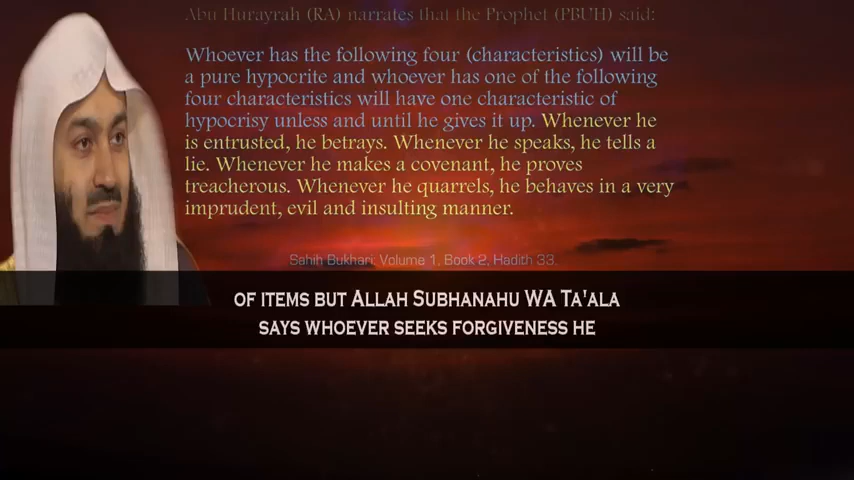 Abu Hurayrah (RA) narrates that the Prophet (PBUH) said:
Whoever has the following four (characteristics) will be
a pure hypocrite and whoever has one of the following
four characteristics will have one characteristic of
hypocrisy unless and until he gives it up. Whenever he
is entrusted, he betrays. Whenever he speaks, he tells a
lie. Whenever he makes a covenant, he proves
treacherous. Whenever he quarrels, he behaves in a very
imprudent, evil and insulting manner.
Sahih Bukhari: Volume 1, Book 2, Hadith 33.
OF ITEMS BUT ALLAH SUBHANAHU WA TA'ALA
SAYS WHOEVER SEEKS FORGIVENESS HE